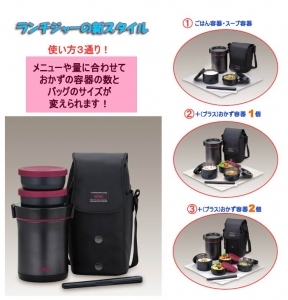 ランチジャーの新スタイル
使い方3通り！
メニューや量に合わせて
おかずの容器の数と
バッグのサイズが
変えられます！
①ごはん容器・スープ容器
②＋(プラス)おかず容器 1個
③＋(プラス)おかず容器 2個